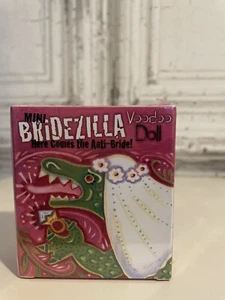 MINI
BRIDEZILLA
Voodoo
Doll
Here Comes the Anti-Bride!